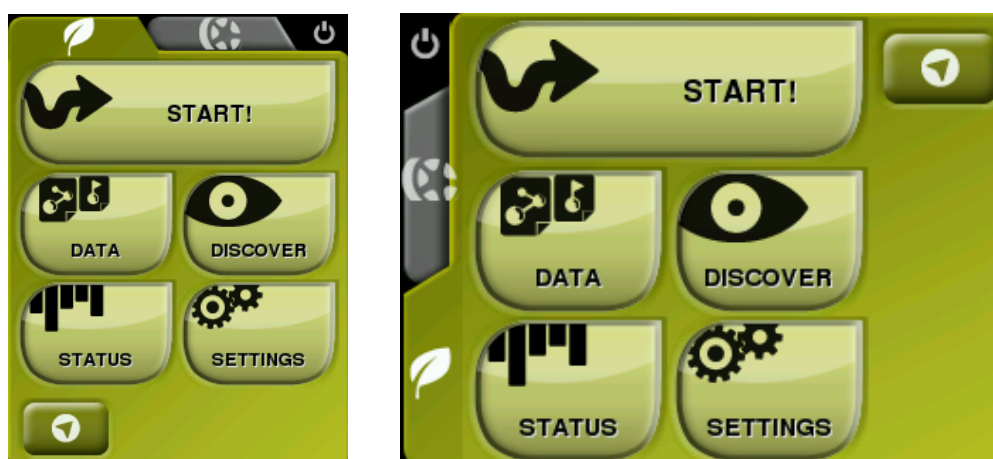 START!
DATA
DISCOVER
STATUS
SETTINGS
START!
DATA
DISCOVER
STATUS
SETTINGS